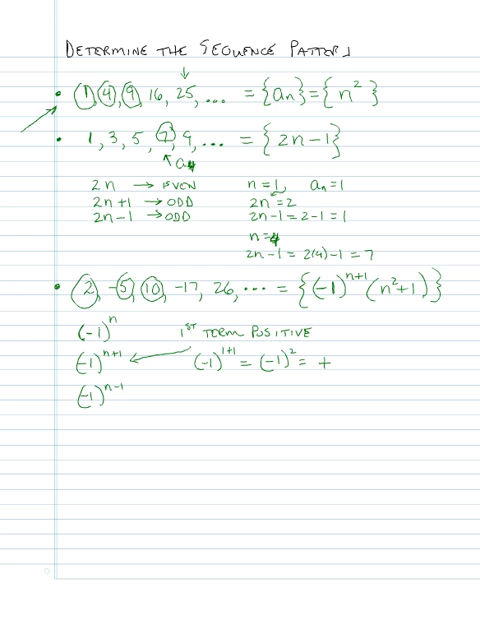 DETERMINE THE SEQUENCE PATTER
• 1, 4, 9, 16, 25, ... = {aₙ} = {n²}
• 1, 3, 5, 7, 9, ... = {2n-1}
a₄
2n → EVEN n=1, aₙ=1
2n+1 → ODD 2n=2
2n-1 → ODD 2n-1=2-1=1
n=4
2n-1=2(4)-1=7
• 2, -5, 10, -17, 26, ... = {(-1)ⁿ⁺¹(n²+1)}
(-1)ⁿ 1ST TERM POSITIVE
(-1)ⁿ⁺¹ (-1)¹⁺¹ = (-1)² = +
(-1)ⁿ⁻¹